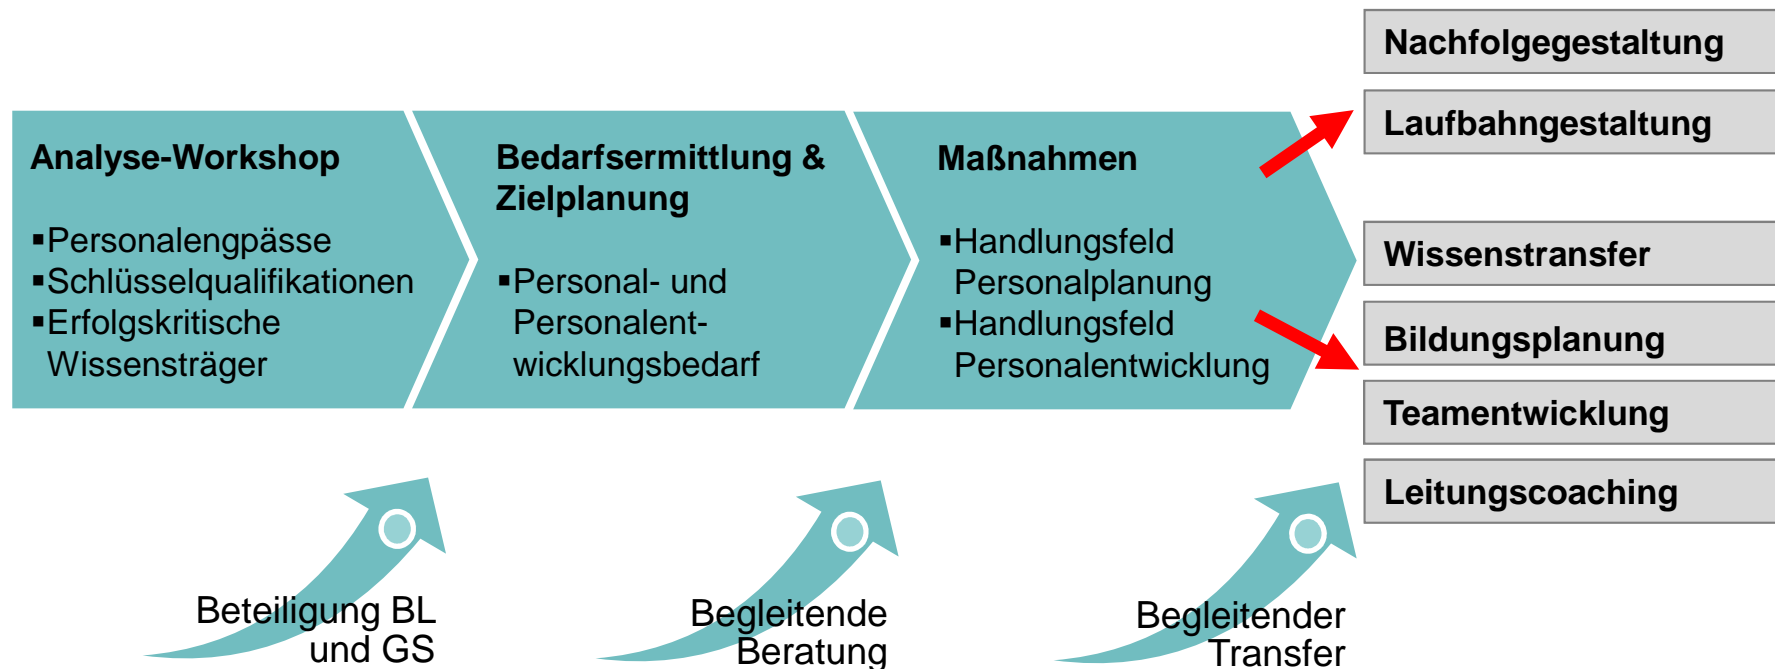 Analyse-Workshop
▪Personalengpässe
▪Schlüsselqualifikationen
▪Erfolgskritische
Wissensträger
Bedarfsermittlung &
Zielplanung
▪Personal- und
Personalent-
wicklungsbedarf
Maßnahmen
▪Handlungsfeld
Personalplanung
▪Handlungsfeld
Personalentwicklung
Nachfolgegestaltung
Laufbahngestaltung
Wissenstransfer
Bildungsplanung
Teamentwicklung
Leitungscoaching
Beteiligung BL
und GS
Begleitende
Beratung
Begleitender
Transfer